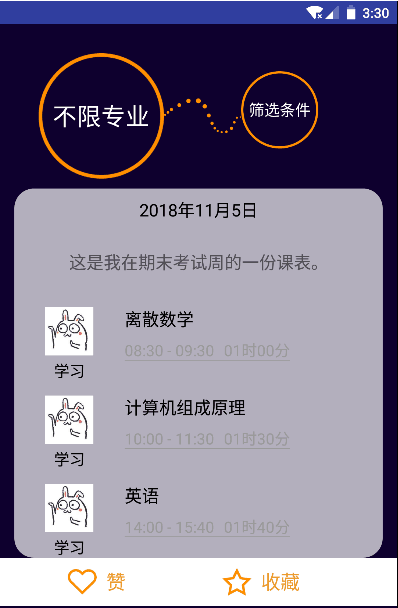 3:30
不限专业
筛选条件
2018年11月5日
这是我在期末考试周的一份课表。
离散数学
08:30 - 09:30 01时00分
学习
计算机组成原理
10:00 - 11:30 01时30分
学习
英语
14:00 - 15:40 01时40分
学习
赞
收藏